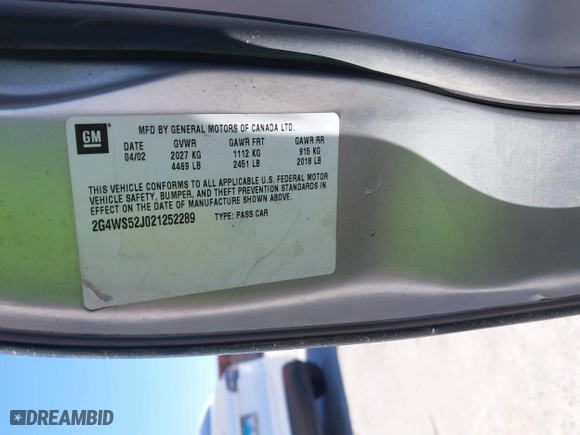 GM
MFD BY GENERAL MOTORS OF CANADA LTD.
DATE GVWR GAWR FRT GAWR RR
04/02 2027 KG 1112 KG 915 KG
4469 LB 2451 LB 2018 LB
THIS VEHICLE CONFORMS TO ALL APPLICABLE U.S. FEDERAL MOTOR
VEHICLE SAFETY, BUMPER, AND THEFT PREVENTION STANDARDS IN
EFFECT ON THE DATE OF MANUFACTURE SHOWN ABOVE.
2G4WS52J021252289 TYPE: PASS CAR
DREAMBID